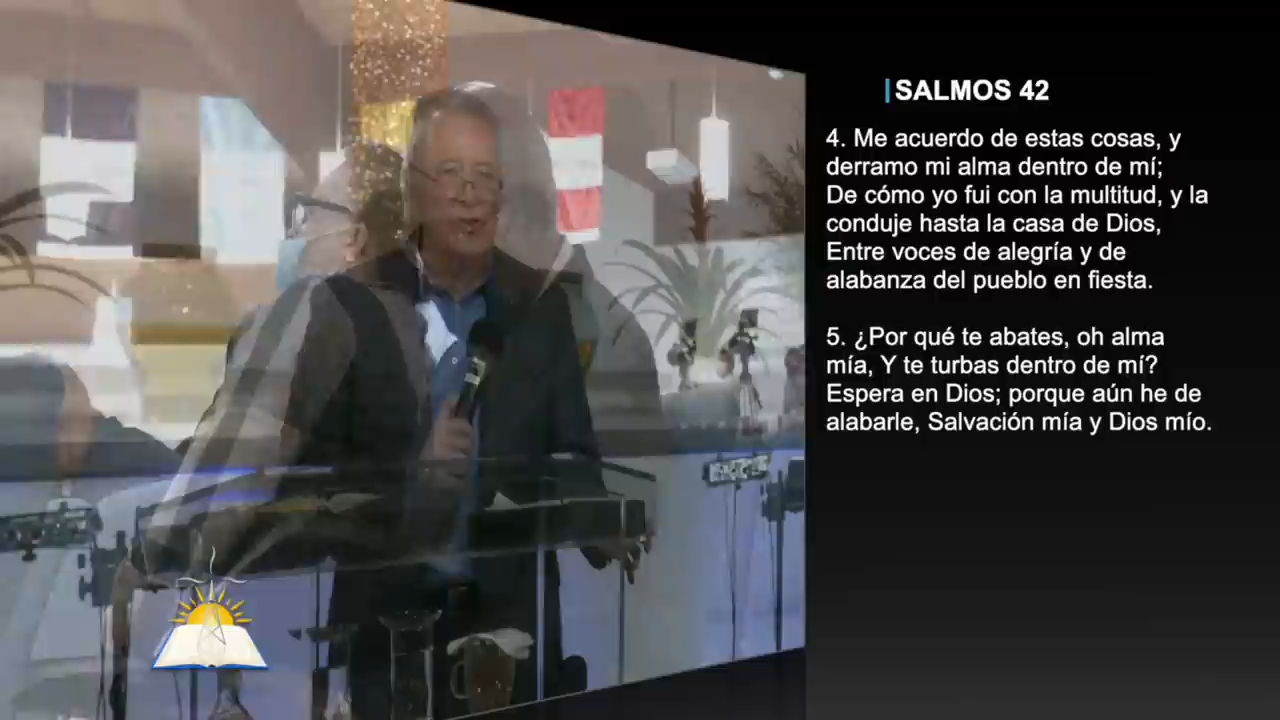 SALMOS 42
4. Me acuerdo de estas cosas, y
derramo mi alma dentro de mí;
De cómo yo fui con la multitud, y la
conduje hasta la casa de Dios,
Entre voces de alegría y de
alabanza del pueblo en fiesta.
5. ¿Por qué te abates, oh alma
mía, Y te turbas dentro de mí?
Espera en Dios; porque aún he de
alabarle, Salvación mía y Dios mío.